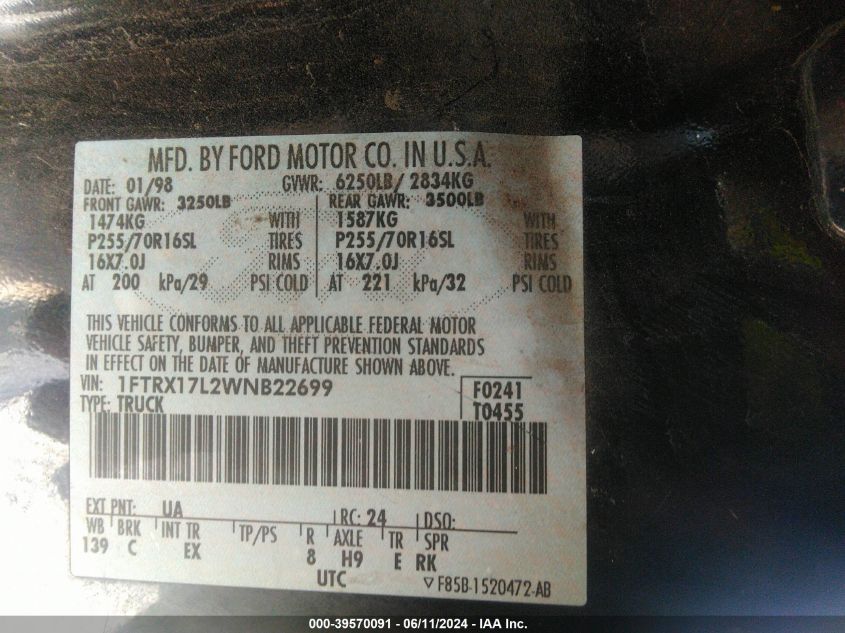 MFD. BY FORD MOTOR CO. IN U.S.A.
DATE: 01/98 GVWR: 6250LB/ 2834KG
FRONT GAWR: 3250LB REAR GAWR: 3500LB
1474KG WITH 1587KG WITH
P255/70R16SL TIRES P255/70R16SL TIRES
16X7.0J RIMS 16X7.0J RIMS
AT 200 kPa/29 PSI COLD AT 221 kPa/32 PSI COLD
THIS VEHICLE CONFORMS TO ALL APPLICABLE FEDERAL MOTOR
VEHICLE SAFETY, BUMPER, AND THEFT PREVENTION STANDARDS
IN EFFECT ON THE DATE OF MANUFACTURE SHOWN ABOVE.
VIN: 1FTRX17L2WNB22699 F0241
TYPE: TRUCK T0455
EXT PNT: UA RC: 24 DSO:
WB BRK INT TR TP/PS R AXLE TR SPR
139 C EX 8 H9 E RK
UTC F85B-1520472-AB
000-39570091 - 06/11/2024 - IAA Inc.